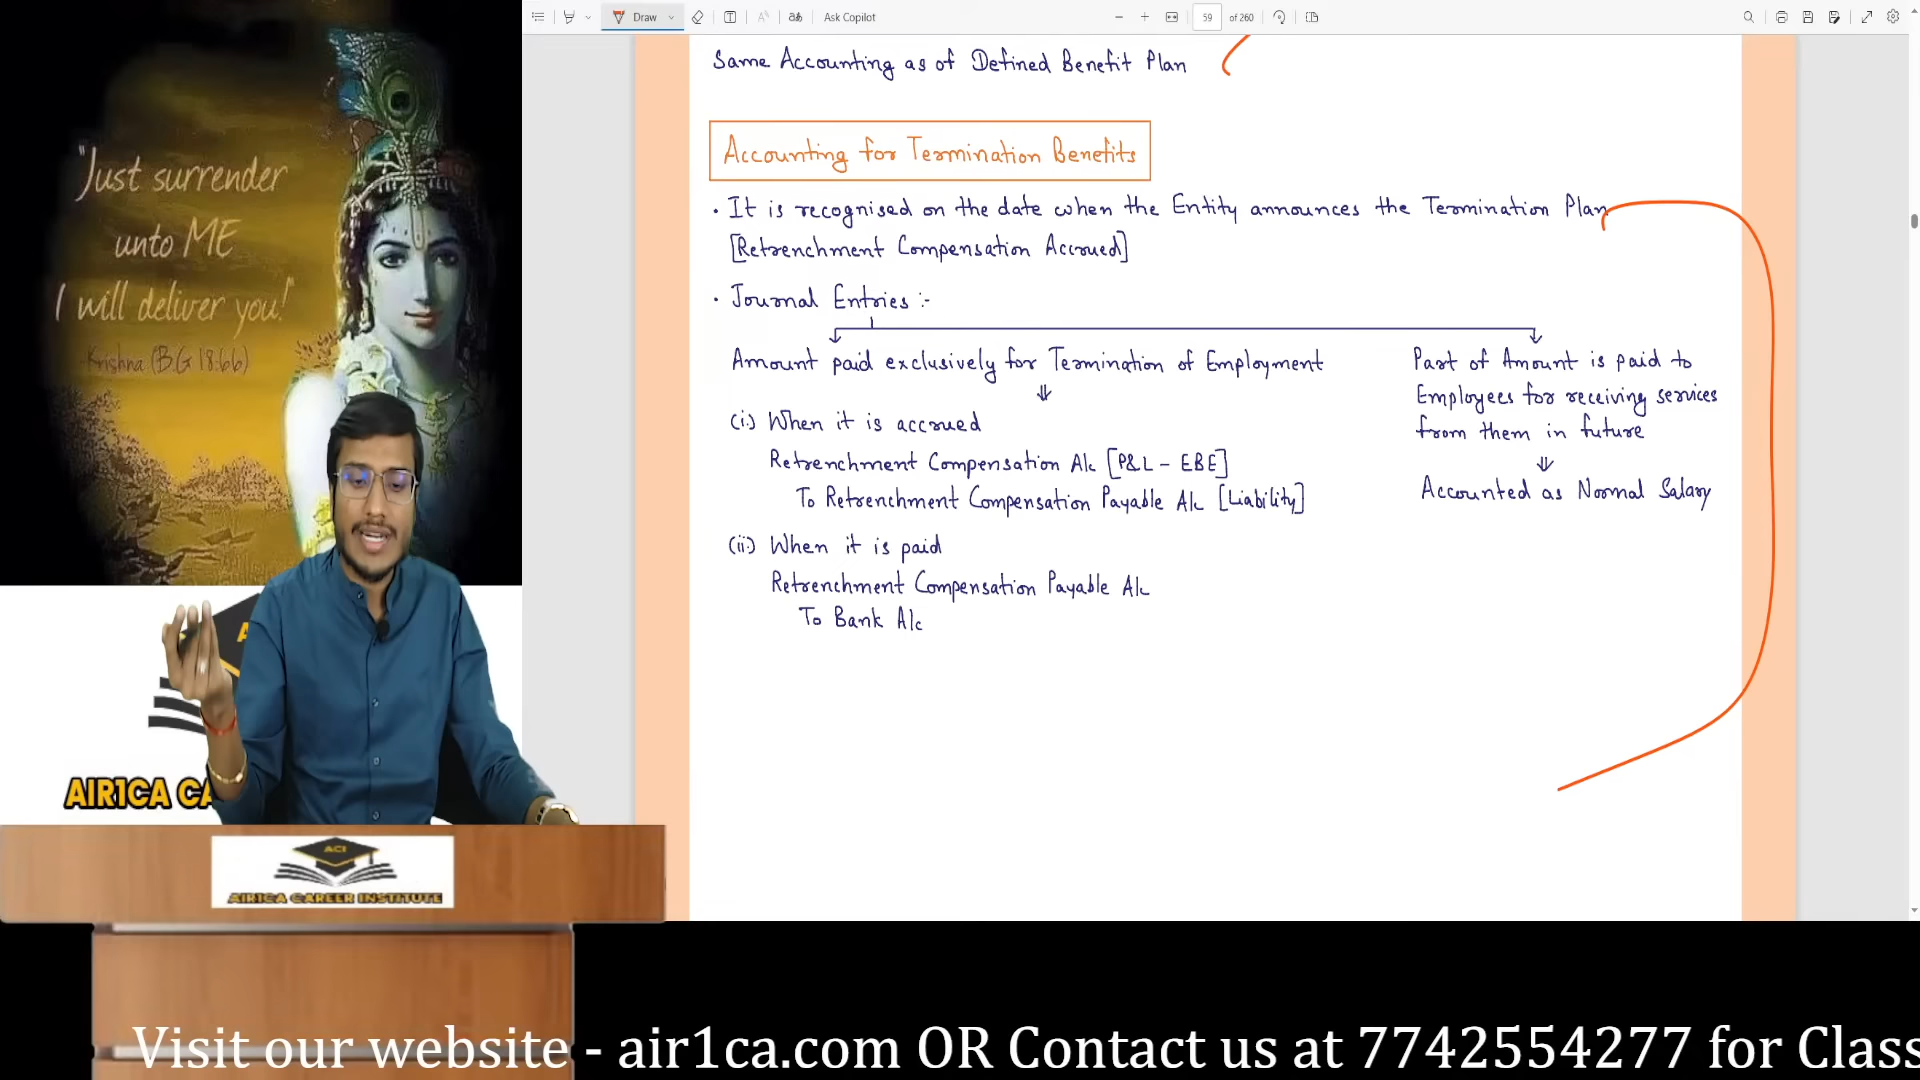 Draw
Ask Copilot
59 of 260
Same Accounting as of Defined Benefit Plan
Accounting for Termination Benefits
• It is recognised on the date when the Entity announces the Termination Plan
[Retrenchment Compensation Accrued]
• Journal Entries :-
Amount paid exclusively for Termination of Employment
⇓
(i.) When it is accrued
Retrenchment Compensation A/c [P&L - EBE]
To Retrenchment Compensation Payable A/c [Liability]
(ii.) When it is paid
Retrenchment Compensation Payable A/c
To Bank A/c
Part of Amount is paid to
Employees for receiving services
from them in future
⇓
Accounted as Normal Salary
"Just surrender
unto ME
I will deliver you!"
- Krishna (B.G 18:66)
AIR1CA CA
ACI
AIR1CA CAREER INSTITUTE
Visit our website - air1ca.com OR Contact us at 7742554277 for Class